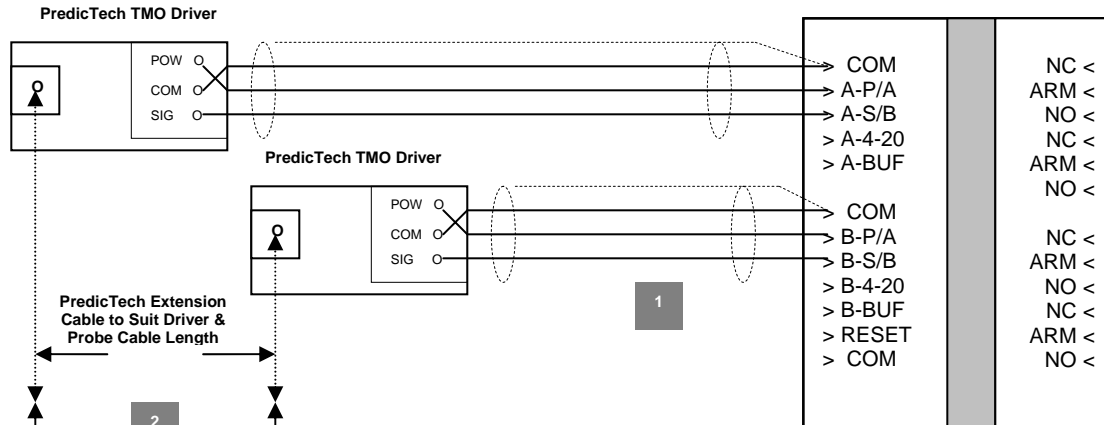 PredicTech TMO Driver
POW O
COM O
SIG O
O
PredicTech TMO Driver
POW O
COM O
SIG O
O
PredicTech Extension
Cable to Suit Driver &
Probe Cable Length
1
2
> COM
> A-P/A
> A-S/B
> A-4-20
> A-BUF
> COM
> B-P/A
> B-S/B
> B-4-20
> B-BUF
> RESET
> COM
NC <
ARM <
NO <
NC <
ARM <
NO <
NC <
ARM <
NO <
NC <
ARM <
NO <